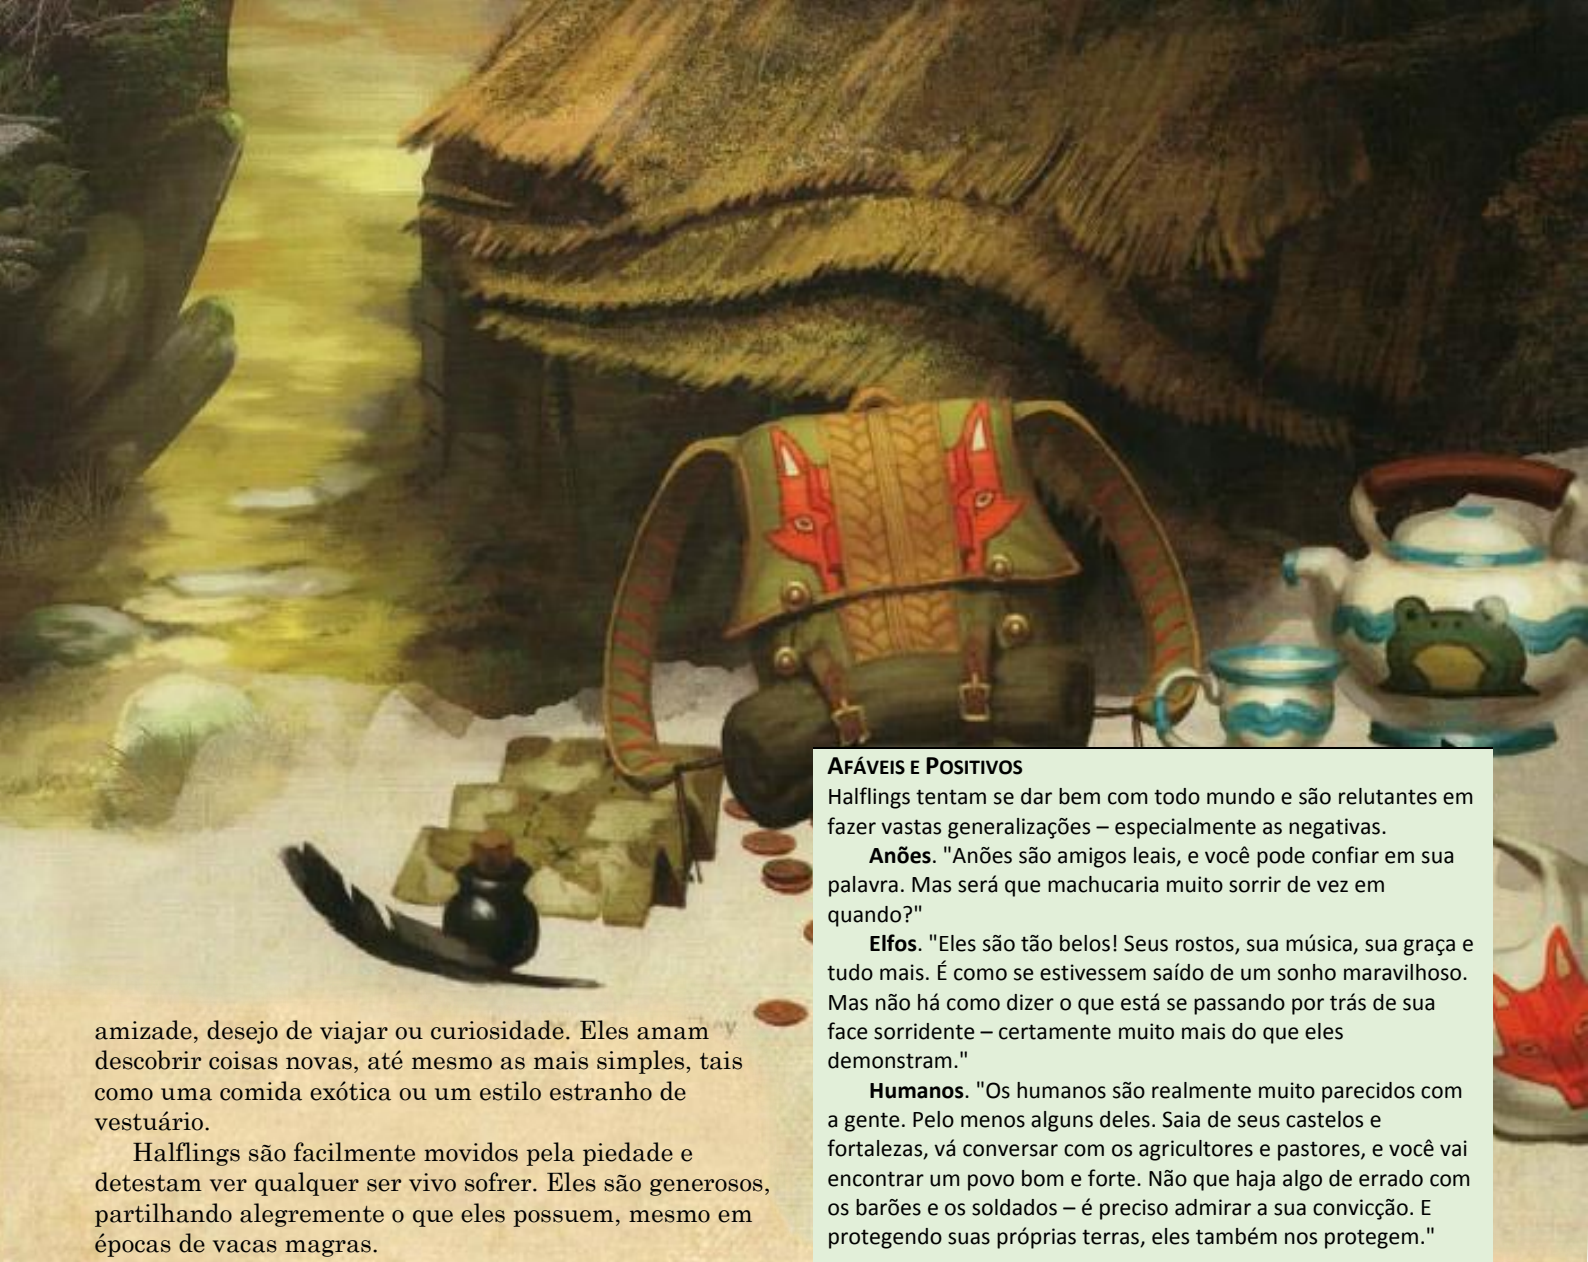 amizade, desejo de viajar ou curiosidade. Eles amam
descobrir coisas novas, até mesmo as mais simples, tais
como uma comida exótica ou um estilo estranho de
vestuário.
Halflings são facilmente movidos pela piedade e
detestam ver qualquer ser vivo sofrer. Eles são generosos,
partilhando alegremente o que eles possuem, mesmo em
épocas de vacas magras.
AFÁVEIS E POSITIVOS
Halflings tentam se dar bem com todo mundo e são relutantes em
fazer vastas generalizações – especialmente as negativas.
Anões. "Anões são amigos leais, e você pode confiar em sua
palavra. Mas será que machucaria muito sorrir de vez em
quando?"
Elfos. "Eles são tão belos! Seus rostos, sua música, sua graça e
tudo mais. É como se estivessem saído de um sonho maravilhoso.
Mas não há como dizer o que está se passando por trás de sua
face sorridente – certamente muito mais do que eles
demonstram."
Humanos. "Os humanos são realmente muito parecidos com
a gente. Pelo menos alguns deles. Saia de seus castelos e
fortalezas, vá conversar com os agricultores e pastores, e você vai
encontrar um povo bom e forte. Não que haja algo de errado com
os barões e os soldados – é preciso admirar a sua convicção. E
protegendo suas próprias terras, eles também nos protegem."